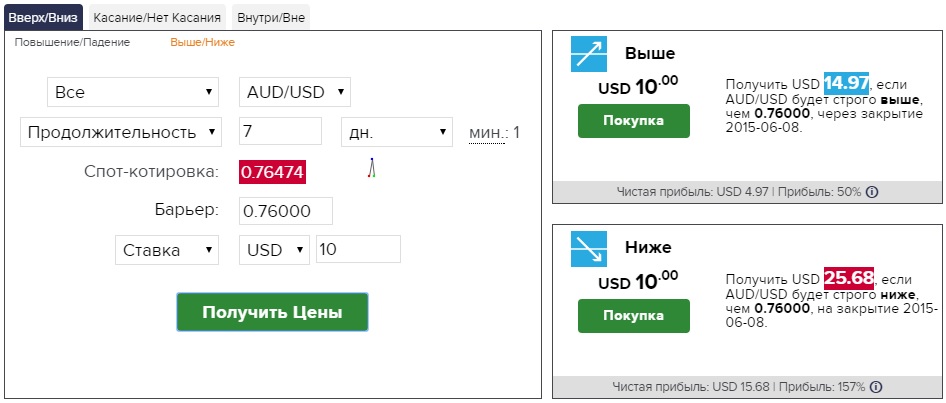 Вверх/Вниз
Касание/Нет Касания
Внутри/Вне
Повышение/Падение
Выше/Ниже
Все
AUD/USD
Продолжительность
7
дн.
мин.: 1
Спот-котировка:
0.76474
Барьер:
0.76000
Ставка
USD
10
Получить Цены
Выше
USD 10.00
Покупка
Получить USD 14.97, если
AUD/USD будет строго выше,
чем 0.76000, через закрытие
2015-06-08.
Чистая прибыль: USD 4.97 | Прибыль: 50%
Ниже
USD 10.00
Покупка
Получить USD 25.68, если
AUD/USD будет строго ниже,
чем 0.76000, на закрытие 2015-
06-08.
Чистая прибыль: USD 15.68 | Прибыль: 157%